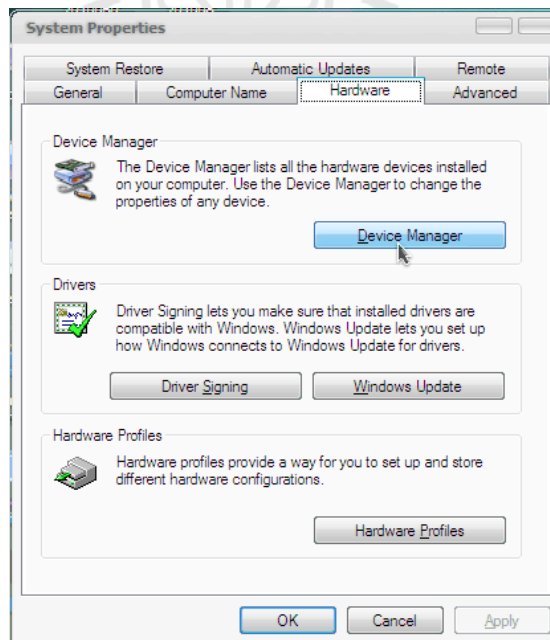 System Properties
System Restore
Automatic Updates
Remote
General
Computer Name
Hardware
Advanced
Device Manager
The Device Manager lists all the hardware devices installed
on your computer. Use the Device Manager to change the
properties of any device.
Device Manager
Drivers
Driver Signing lets you make sure that installed drivers are
compatible with Windows. Windows Update lets you set up
how Windows connects to Windows Update for drivers.
Driver Signing
Windows Update
Hardware Profiles
Hardware profiles provide a way for you to set up and store
different hardware configurations.
Hardware Profiles
OK
Cancel
Apply